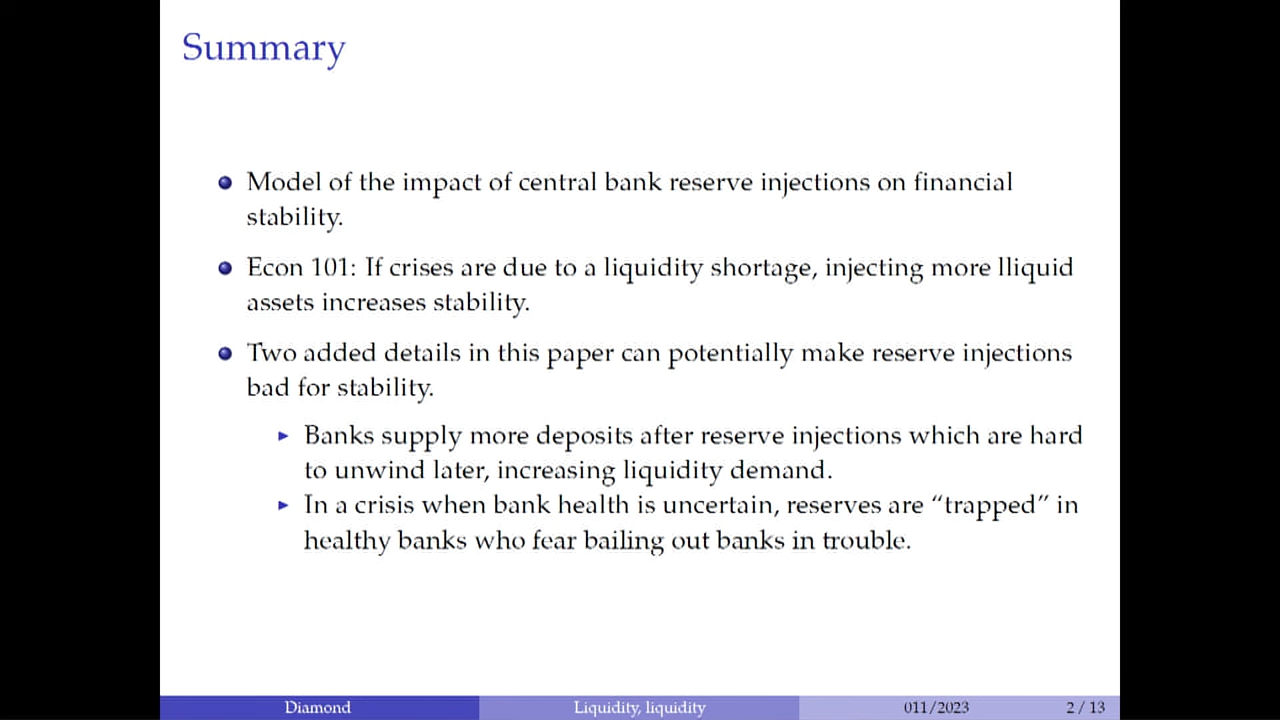 Summary
Model of the impact of central bank reserve injections on financial
stability.
Econ 101: If crises are due to a liquidity shortage, injecting more lliquid
assets increases stability.
Two added details in this paper can potentially make reserve injections
bad for stability.
Banks supply more deposits after reserve injections which are hard
to unwind later, increasing liquidity demand.
In a crisis when bank health is uncertain, reserves are “trapped” in
healthy banks who fear bailing out banks in trouble.
Diamond Liquidity, liquidity 011/2023 2 / 13